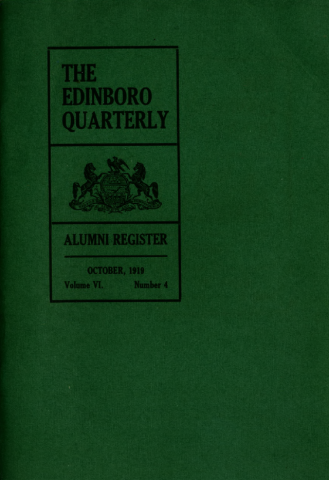 THE
EDINBORO
QUARTERLY
ALUMNI REGISTER
OCTOBER, 1919
Volume VI. Number 4